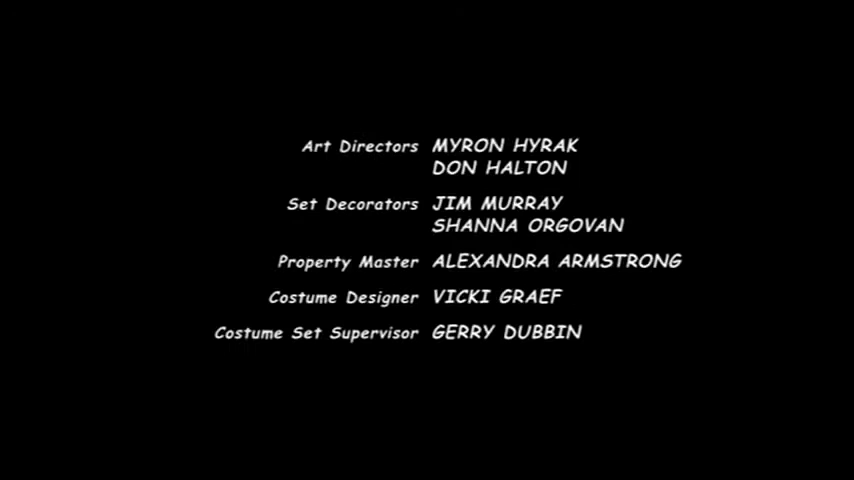 Art Directors MYRON HYRAK
DON HALTON
Set Decorators JIM MURRAY
SHANNA ORGOVAN
Property Master ALEXANDRA ARMSTRONG
Costume Designer VICKI GRAEF
Costume Set Supervisor GERRY DUBBIN